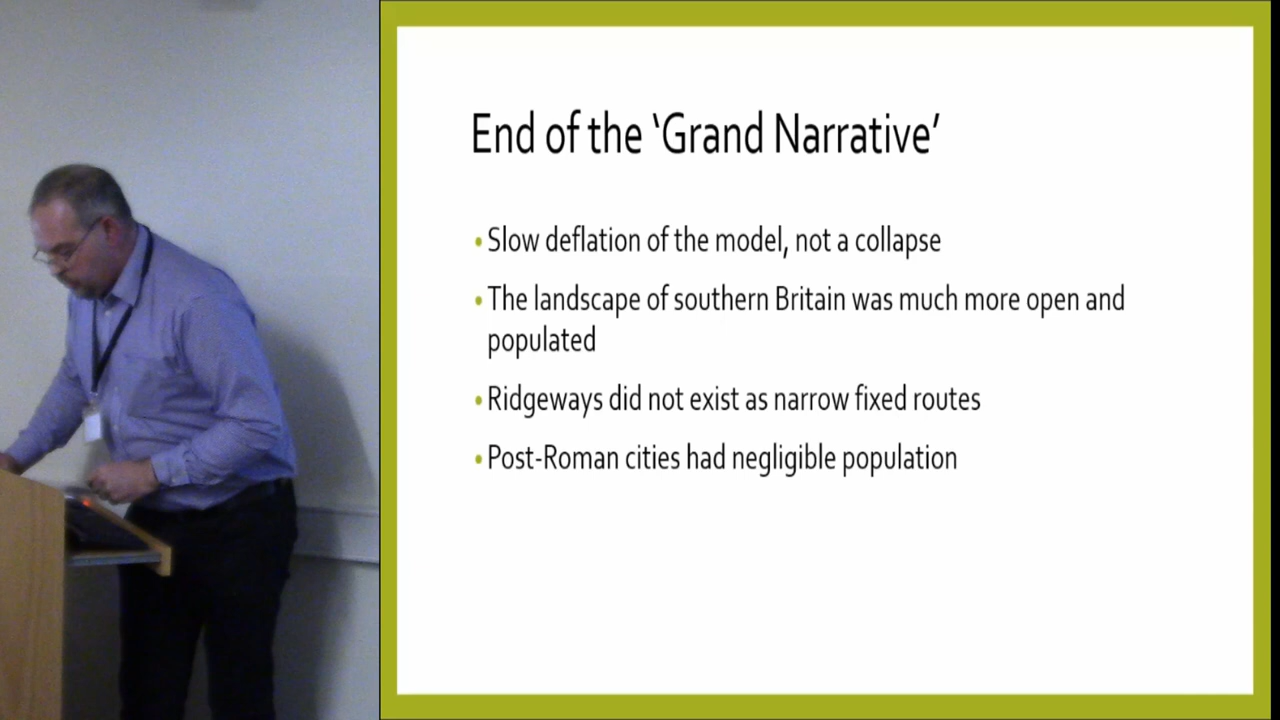 End of the ‘Grand Narrative’
• Slow deflation of the model, not a collapse
• The landscape of southern Britain was much more open and
populated
• Ridgeways did not exist as narrow fixed routes
• Post-Roman cities had negligible population